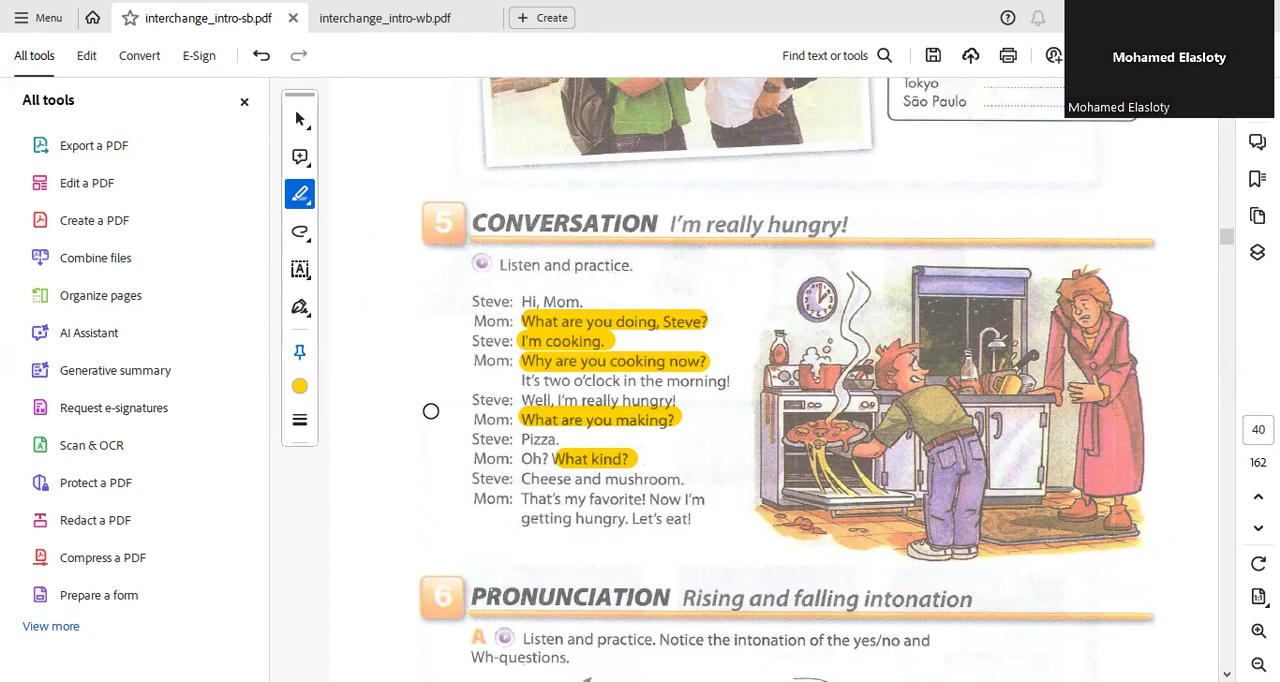 Menu
interchange_intro-sb.pdf
interchange_intro-wb.pdf
Create
All tools
Edit
Convert
E-Sign
Find text or tools
Mohamed Elasloty
Mohamed Elasloty
All tools
Export a PDF
Edit a PDF
Create a PDF
Combine files
Organize pages
AI Assistant
Generative summary
Request e-signatures
Scan & OCR
Protect a PDF
Redact a PDF
Compress a PDF
Prepare a form
View more
Tokyo
São Paulo
5 CONVERSATION I'm really hungry!
Listen and practice.
Steve: Hi, Mom.
Mom: What are you doing, Steve?
Steve: I'm cooking.
Mom: Why are you cooking now?
It's two o'clock in the morning!
Steve: Well, I'm really hungry!
Mom: What are you making?
Steve: Pizza.
Mom: Oh? What kind?
Steve: Cheese and mushroom.
Mom: That's my favorite! Now I'm
getting hungry. Let's eat!
6 PRONUNCIATION Rising and falling intonation
A Listen and practice. Notice the intonation of the yes/no and
Wh-questions.
40
162